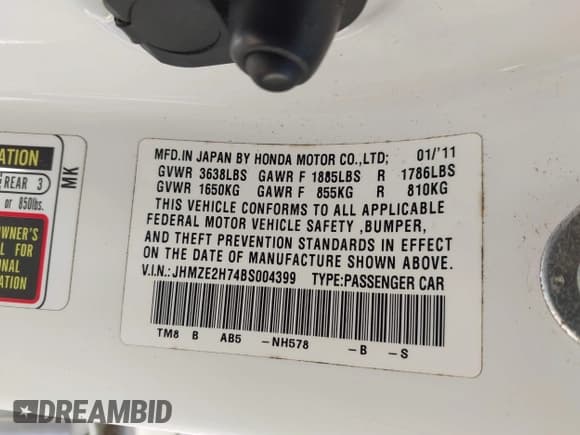 MFD.IN JAPAN BY HONDA MOTOR CO.,LTD; 01/'11
GVWR 3638LBS GAWR F 1885LBS R 1786LBS
GVWR 1650KG GAWR F 855KG R 810KG
THIS VEHICLE CONFORMS TO ALL APPLICABLE
FEDERAL MOTOR VEHICLE SAFETY ,BUMPER,
AND THEFT PREVENTION STANDARDS IN EFFECT
ON THE DATE OF MANUFACTURE SHOWN ABOVE.
V.I.N.: JHMZE2H74BS004399 TYPE:PASSENGER CAR
TM8 B AB5 -NH578 -B -S
ATION
REAR 3
or 850lbs.
OWNER'S
L FOR
ONAL
ATION
MK
DREAMBID